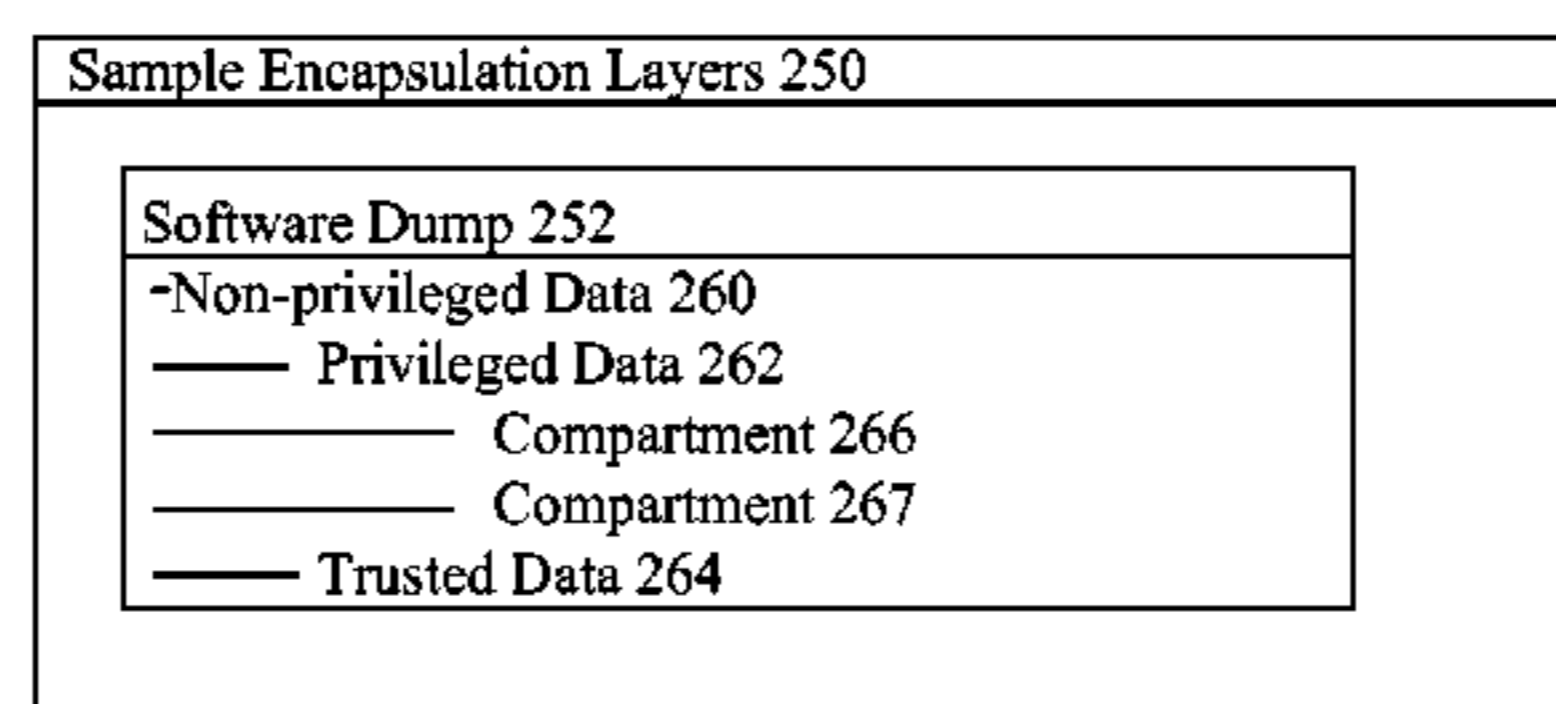 Sample Encapsulation Layers 250
Software Dump 252
-Non-privileged Data 260
Privileged Data 262
Compartment 266
Compartment 267
Trusted Data 264